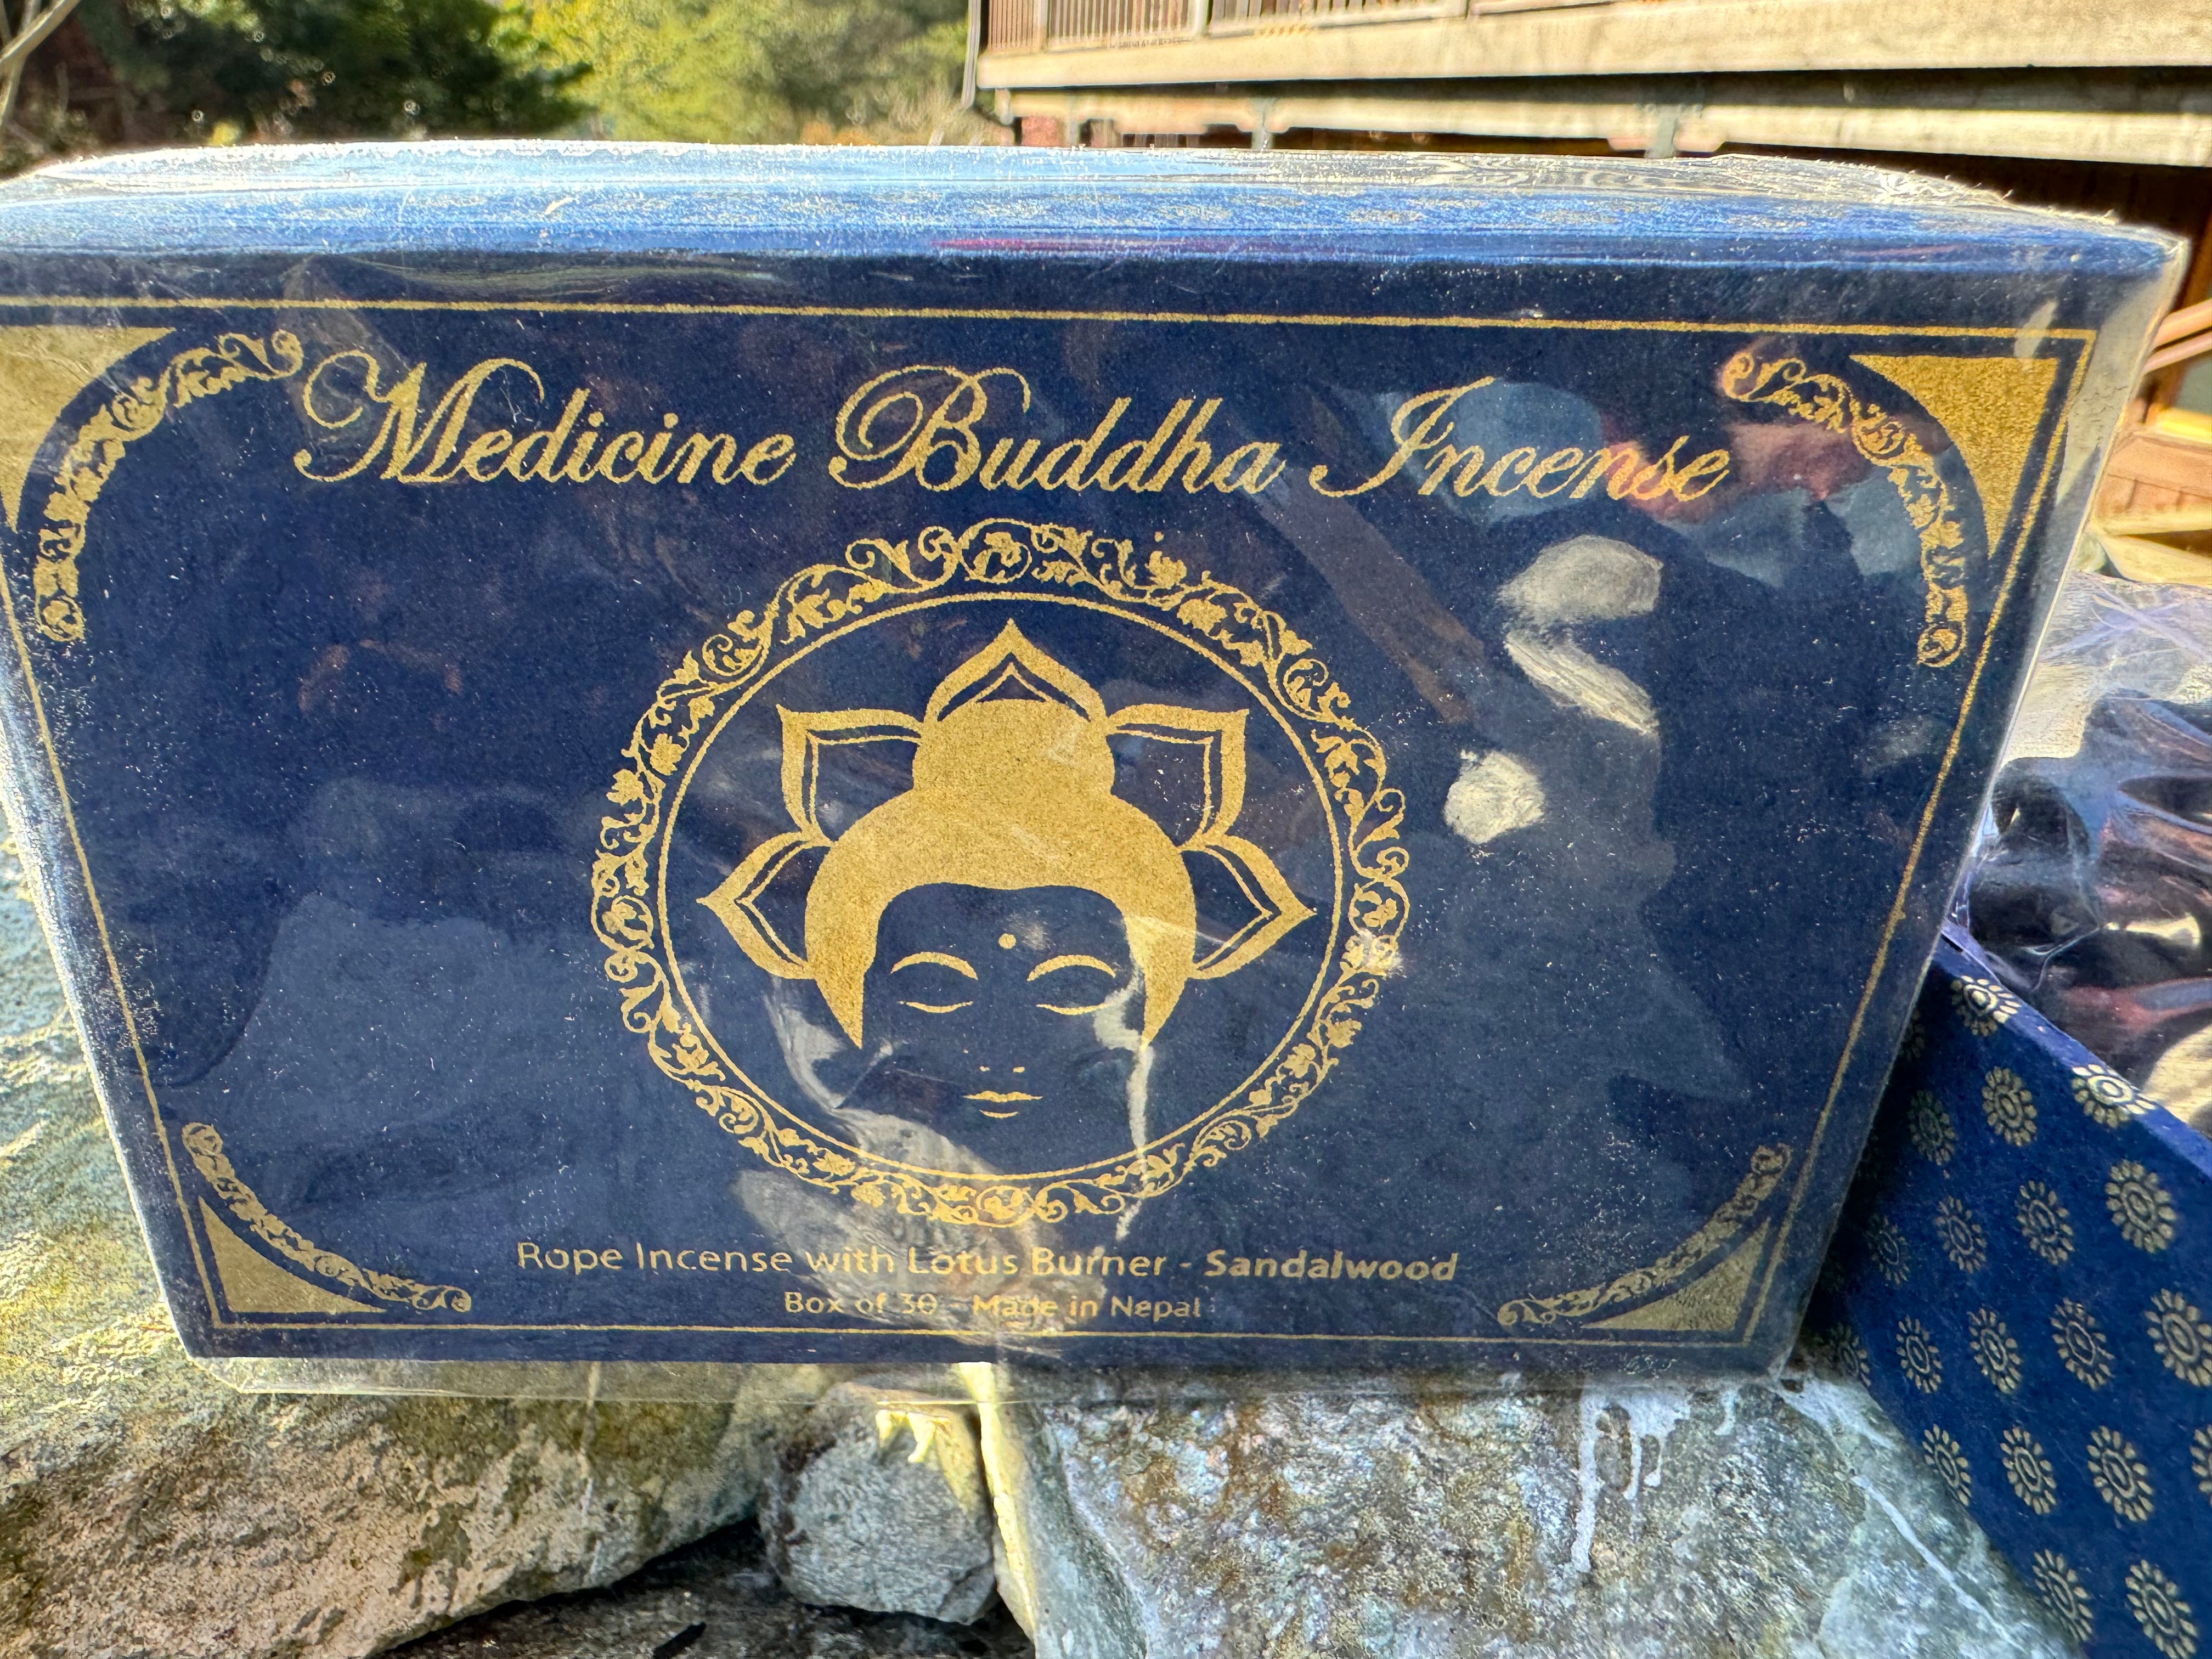 Medicine Buddha Incense
Rope Incense with Lotus Burner - Sandalwood
Box of 30 - Made in Nepal